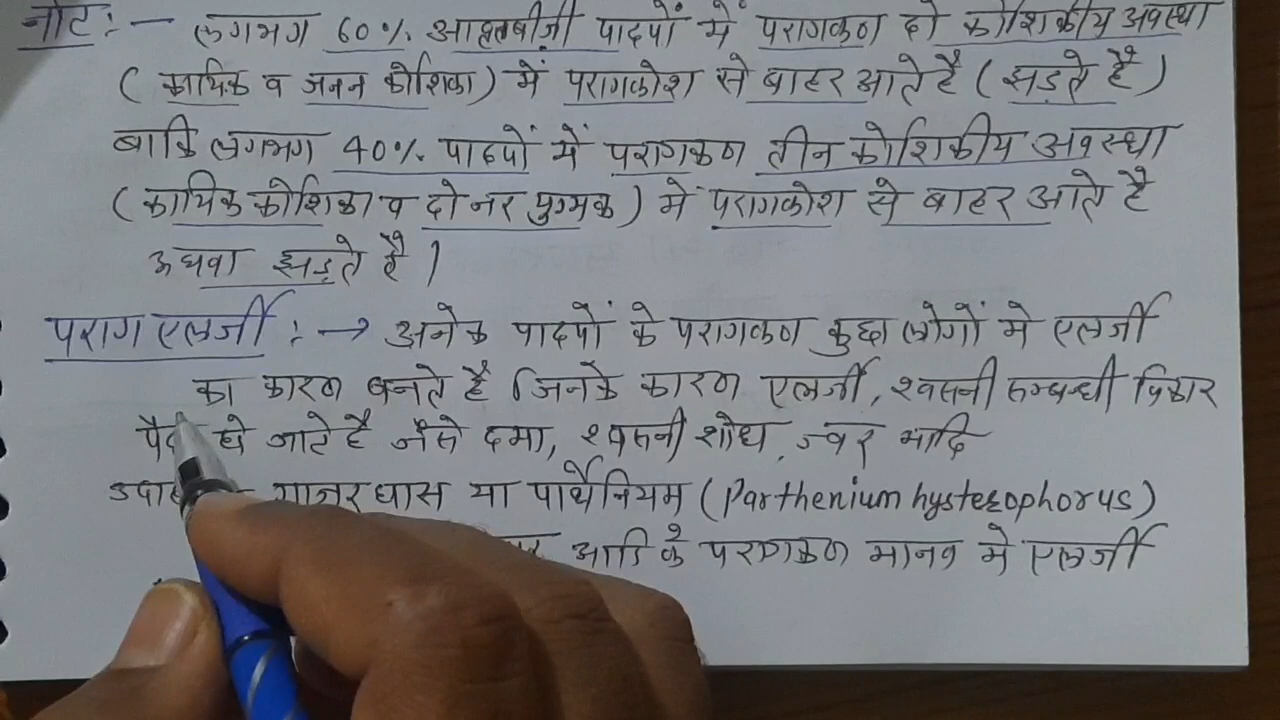 नोट :- लगभग 60% आवृतबीजी पादपों में परागकण दो कोशिकीय अवस्था
( कायिक व जनन कोशिका ) में परागकोश से बाहर आते है ( झड़ते है )
बाकि लगभग 40% पादपों में परागकण तीन कोशिकीय अवस्था
( कायिक कोशिका व दो नर युग्मक ) में परागकोश से बाहर आते है
अथवा झड़ते है ।
पराग एलर्जी : → अनेक पादपों के परागकण कुछ लोगों मे एलर्जी
का कारण बनते है जिनके कारण एलर्जी, श्वसनी सम्बन्धी विकार
हो जाते है जैसे दमा, श्वसनी शोथ, ज्वर आदि
गाजर घास या पार्थेनियम ( Parthenium hysterophorus )
आदि के परागकण मानव मे एलर्जी